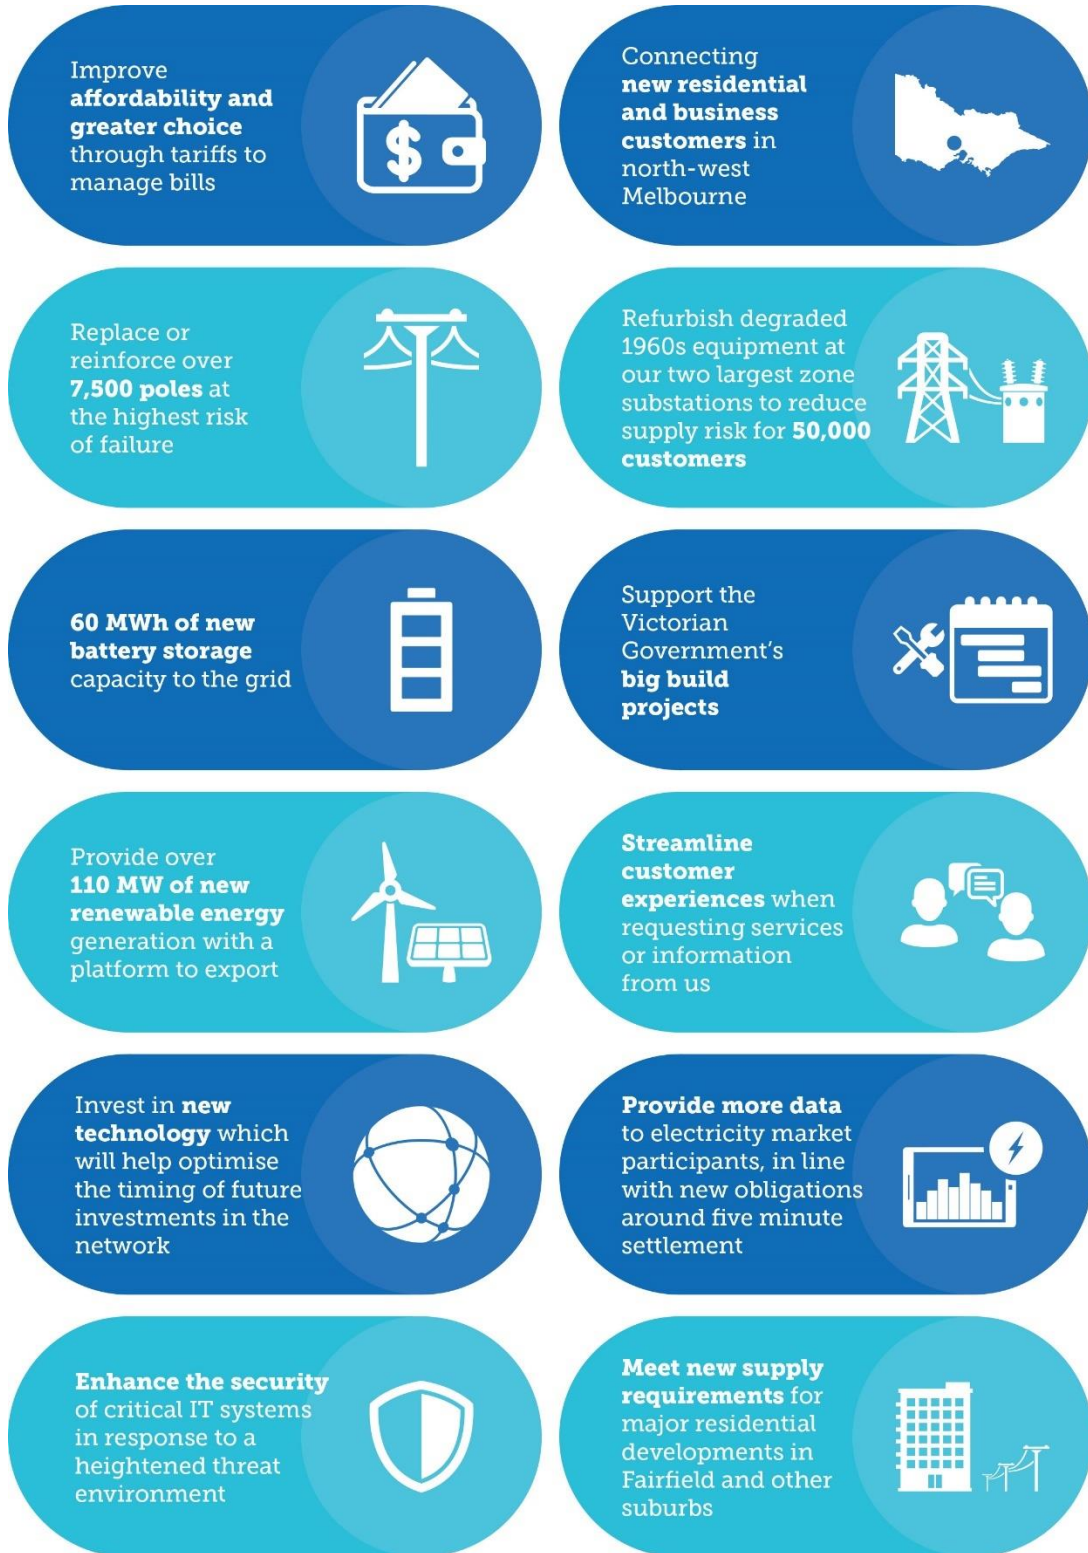 Improve
affordability and
greater choice
through tariffs to
manage bills
Connecting
new residential
and business
customers in
north-west
Melbourne
Replace or
reinforce over
7,500 poles at
the highest risk
of failure
Refurbish degraded
1960s equipment at
our two largest zone
substations to reduce
supply risk for 50,000
customers
60 MWh of new
battery storage
capacity to the grid
Support the
Victorian
Government's
big build
projects
Provide over
110 MW of new
renewable energy
generation with a
platform to export
Streamline
customer
experiences when
requesting services
or information
from us
Invest in new
technology which
will help optimise
the timing of future
investments in the
network
Provide more data
to electricity market
participants, in line
with new obligations
around five minute
settlement
Enhance the security
of critical IT systems
in response to a
heightened threat
environment
Meet new supply
requirements for
major residential
developments in
Fairfield and other
suburbs